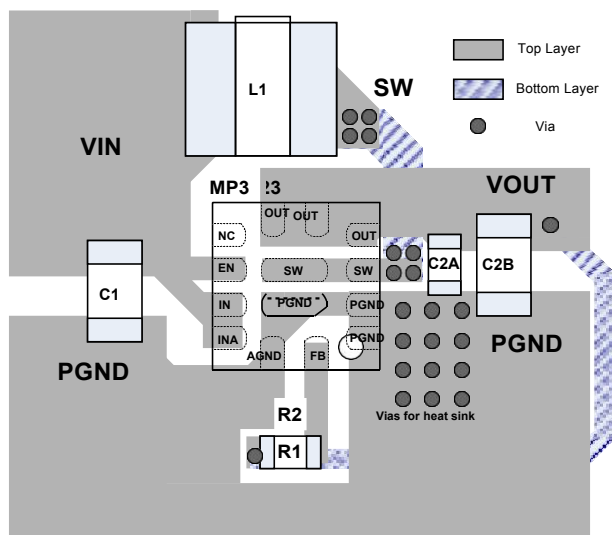 L1
SW
Top Layer
Bottom Layer
Via
VIN
MP3 23
VOUT
OUT
OUT
NC
OUT
EN
SW
SW
C2A
C2B
C1
IN
PGND
PGND
INA
PGND
PGND
PGND
AGND
FB
Vias for heat sink
R2
R1